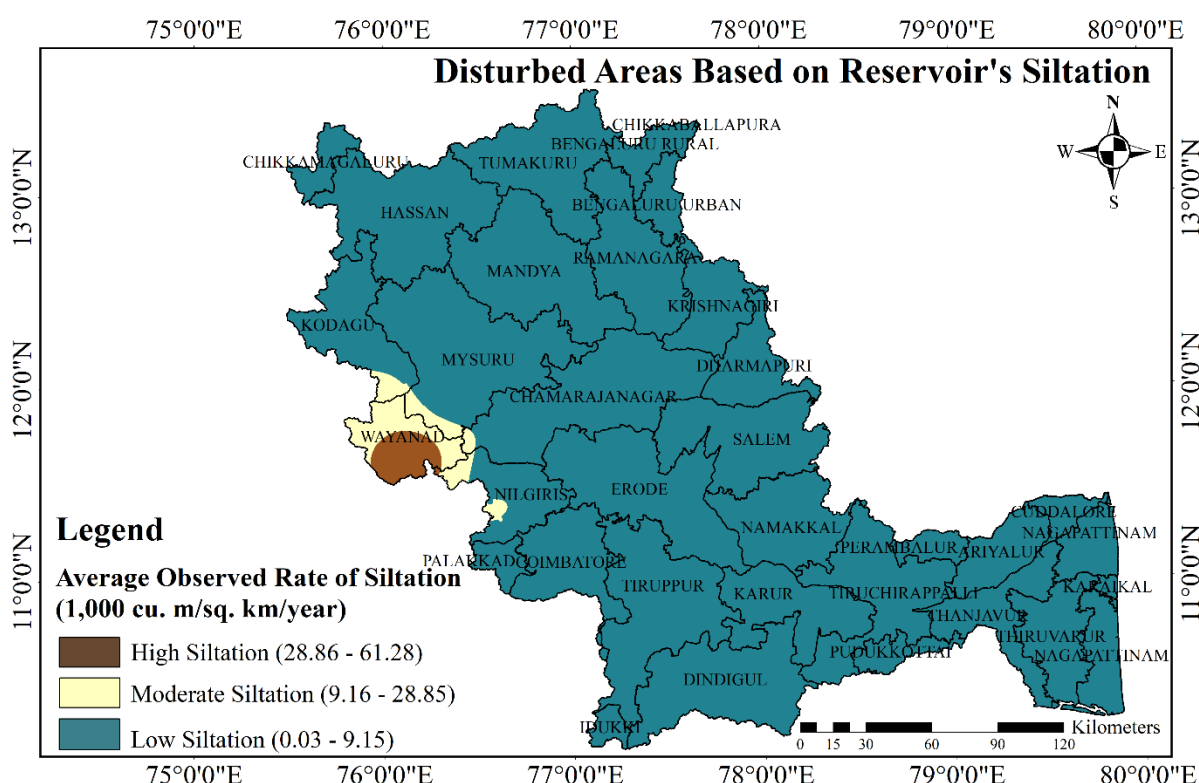 75°0'0"E 76°0'0"E 77°0'0"E 78°0'0"E 79°0'0"E 80°0'0"E
Disturbed Areas Based on Reservoir's Siltation
N
W E
S
13°0'0"N
12°0'0"N
11°0'0"N
13°0'0"N
12°0'0"N
11°0'0"N
CHIKKABALLAPURA
BENGALURU RURAL
CHIKKAMAGALURU
TUMAKURU
HASSAN
BENGALURU URBAN
RAMANAGARA
MANDYA
KRISHNAGIRI
KODAGU
MYSURU
DHARMAPURI
CHAMARAJANAGAR
WAYANAD
SALEM
NILGIRIS
ERODE
CUDDALORE
NAMAKKAL
NAGAPATTINAM
PERAMBALUR
ARIYALUR
PALAKKAD
COIMBATORE
TIRUPPUR
KARUR
TIRUCHIRAPPALLI
KARAIKAL
THANJAVUR
THIRUVARUR
PUDUKKOTTAI
NAGAPATTINAM
DINDIGUL
IDUKKI
Legend
Average Observed Rate of Siltation
(1,000 cu. m/sq. km/year)
High Siltation (28.86 - 61.28)
Moderate Siltation (9.16 - 28.85)
Low Siltation (0.03 - 9.15)
Kilometers
0 15 30 60 90 120
75°0'0"E 76°0'0"E 77°0'0"E 78°0'0"E 79°0'0"E 80°0'0"E